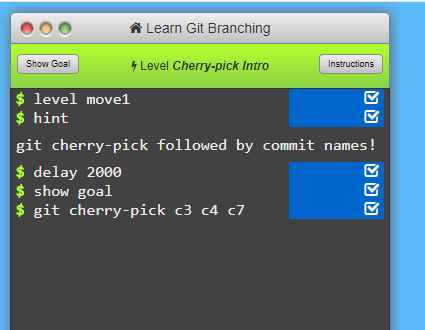 Learn Git Branching
Show Goal
Level Cherry-pick Intro
Instructions
$ level move1
$ hint
git cherry-pick followed by commit names!
$ delay 2000
$ show goal
$ git cherry-pick c3 c4 c7